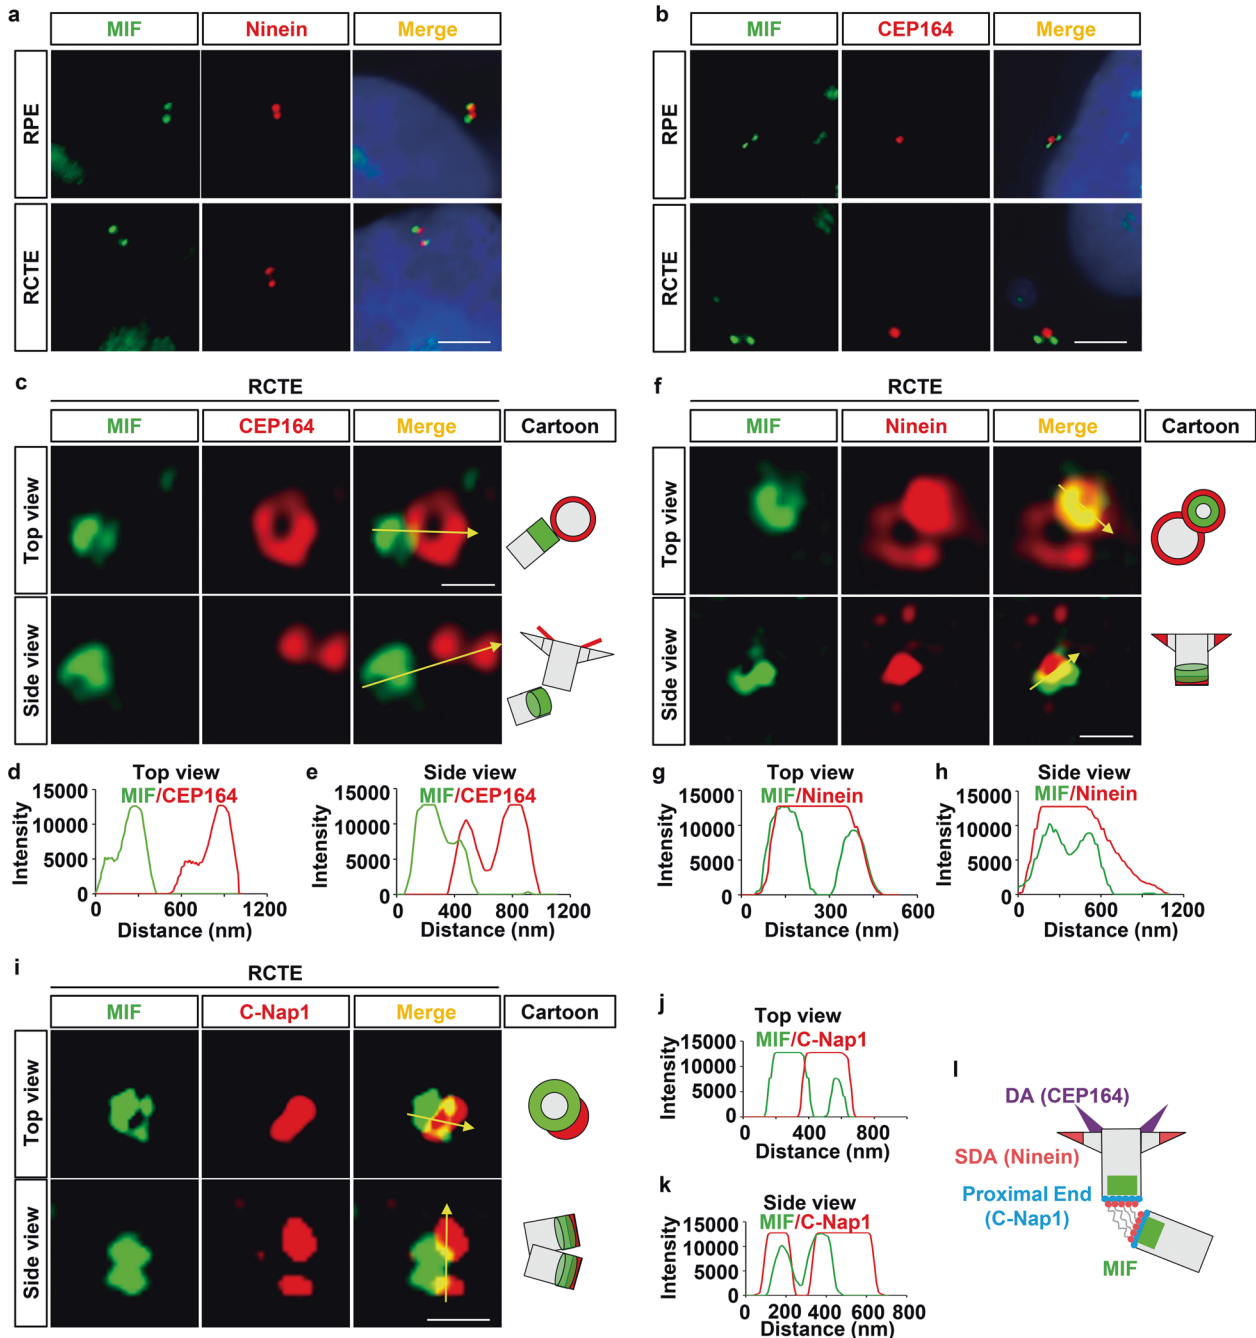 a
MIF Ninein Merge
RPE
RCTE
b
MIF CEP164 Merge
RPE
RCTE
c
RCTE
MIF CEP164 Merge Cartoon
Top view
Side view
f
RCTE
MIF Ninein Merge Cartoon
Top view
Side view
d
Top view
MIF/CEP164
Intensity
15000
10000
5000
0
0 600 1200
Distance (nm)
e
Side view
MIF/CEP164
Intensity
15000
10000
5000
0
0 400 800 1200
Distance (nm)
g
Top view
MIF/Ninein
Intensity
15000
10000
5000
0
0 300 600
Distance (nm)
h
Side view
MIF/Ninein
Intensity
15000
10000
5000
0
0 600 1200
Distance (nm)
i
RCTE
MIF C-Nap1 Merge Cartoon
Top view
Side view
j
Top view
MIF/C-Nap1
Intensity
15000
10000
5000
0
0 400 800
Distance (nm)
k
Side view
MIF/C-Nap1
Intensity
15000
10000
5000
0
0 200 400 600 800
Distance (nm)
l
DA (CEP164)
SDA (Ninein)
Proximal End
(C-Nap1)
MIF